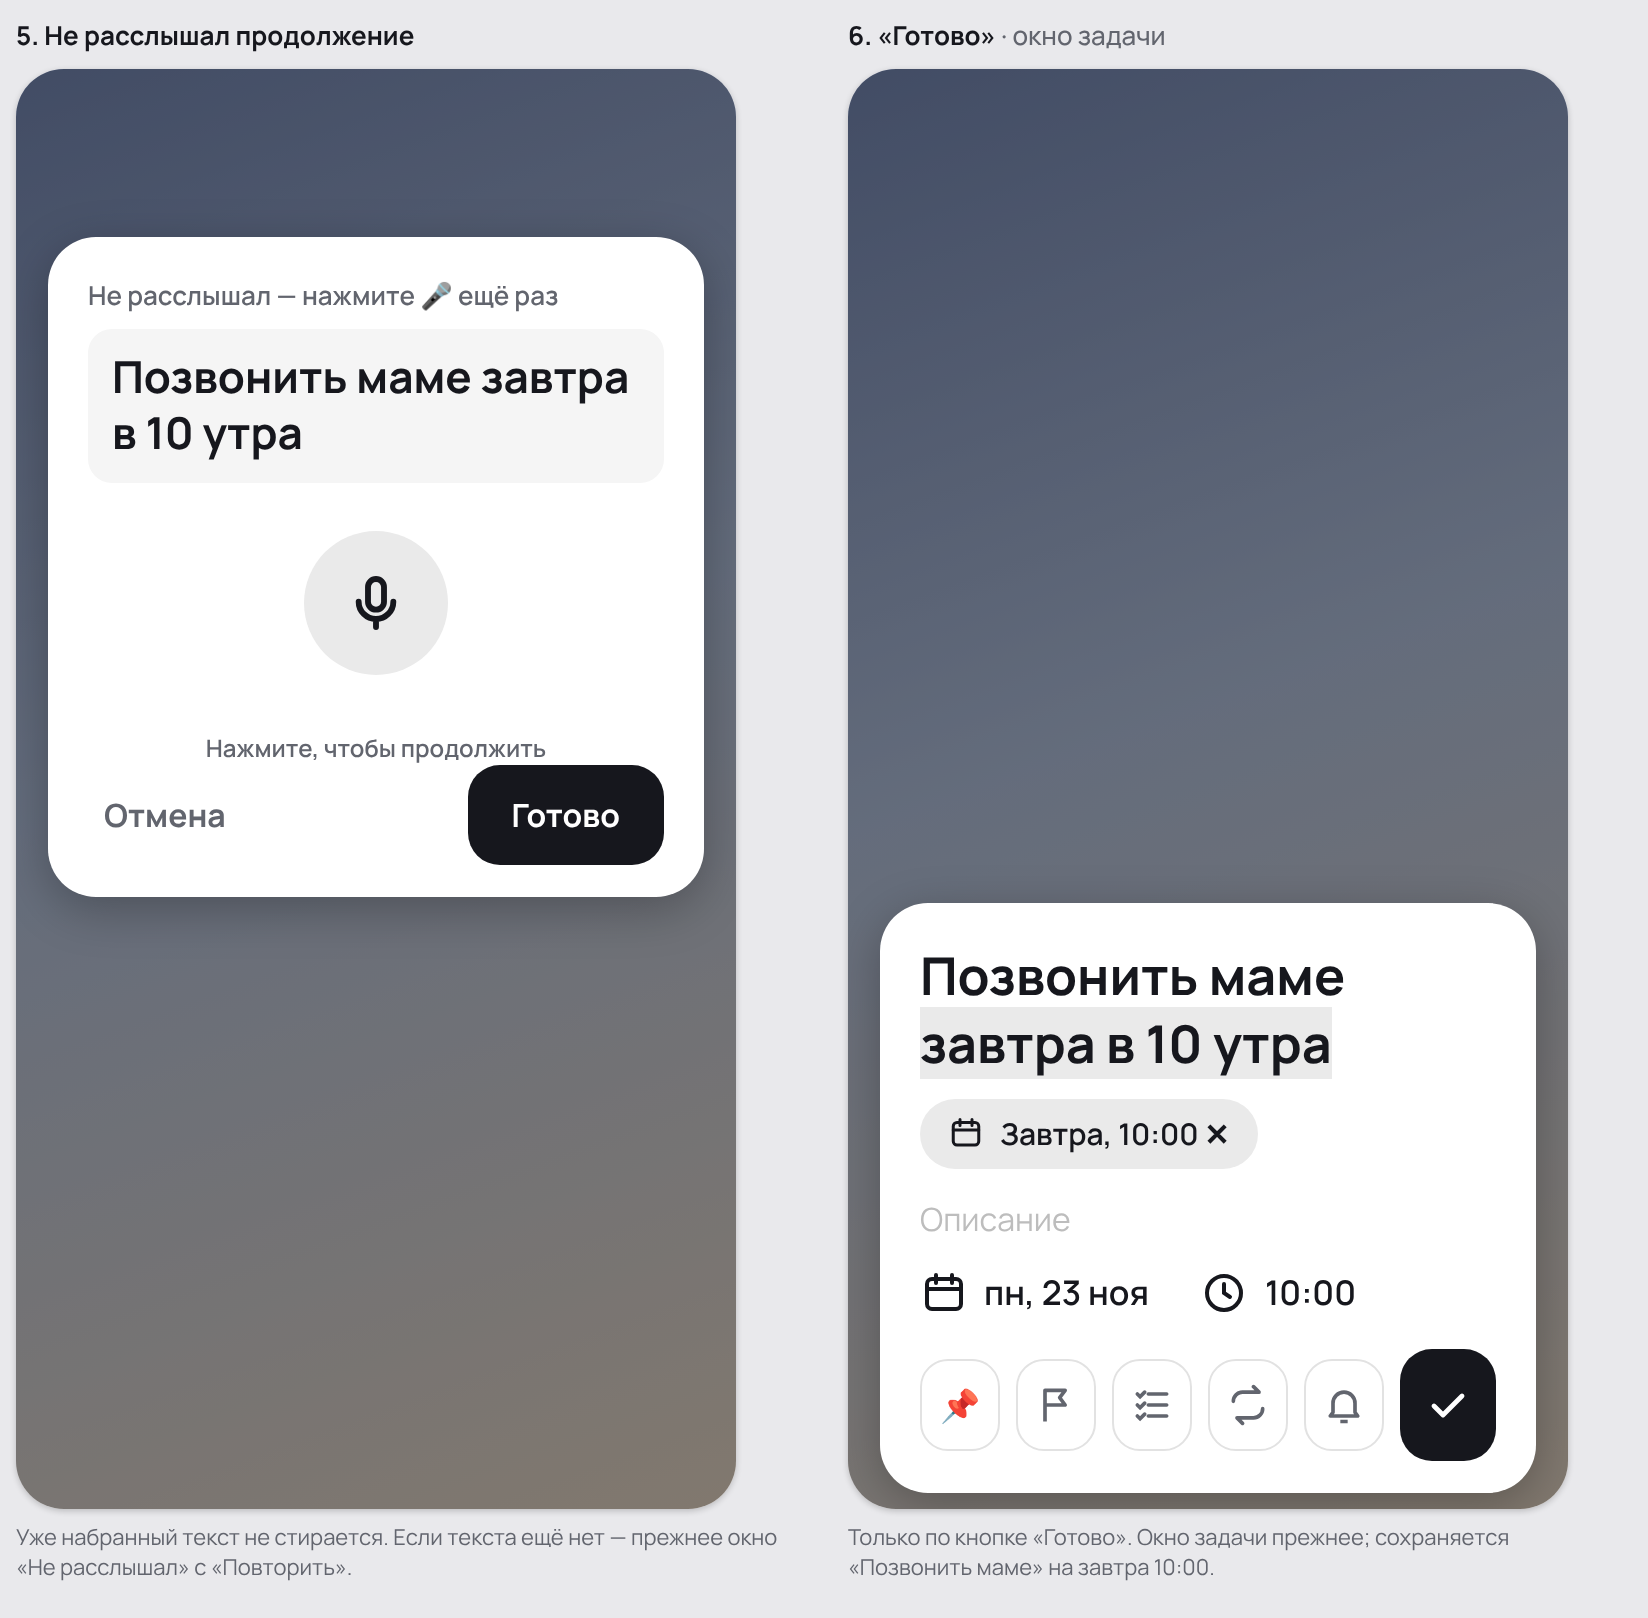 5. Не расслышал продолжение
Не расслышал — нажмите 🎤 ещё раз
Позвонить маме завтра
в 10 утра
Нажмите, чтобы продолжить
Отмена
Готово
Уже набранный текст не стирается. Если текста ещё нет — прежнее окно
«Не расслышал» с «Повторить».
6. «Готово» · окно задачи
Позвонить маме
завтра в 10 утра
Завтра, 10:00 ×
Описание
пн, 23 ноя
10:00
Только по кнопке «Готово». Окно задачи прежнее; сохраняется
«Позвонить маме» на завтра 10:00.